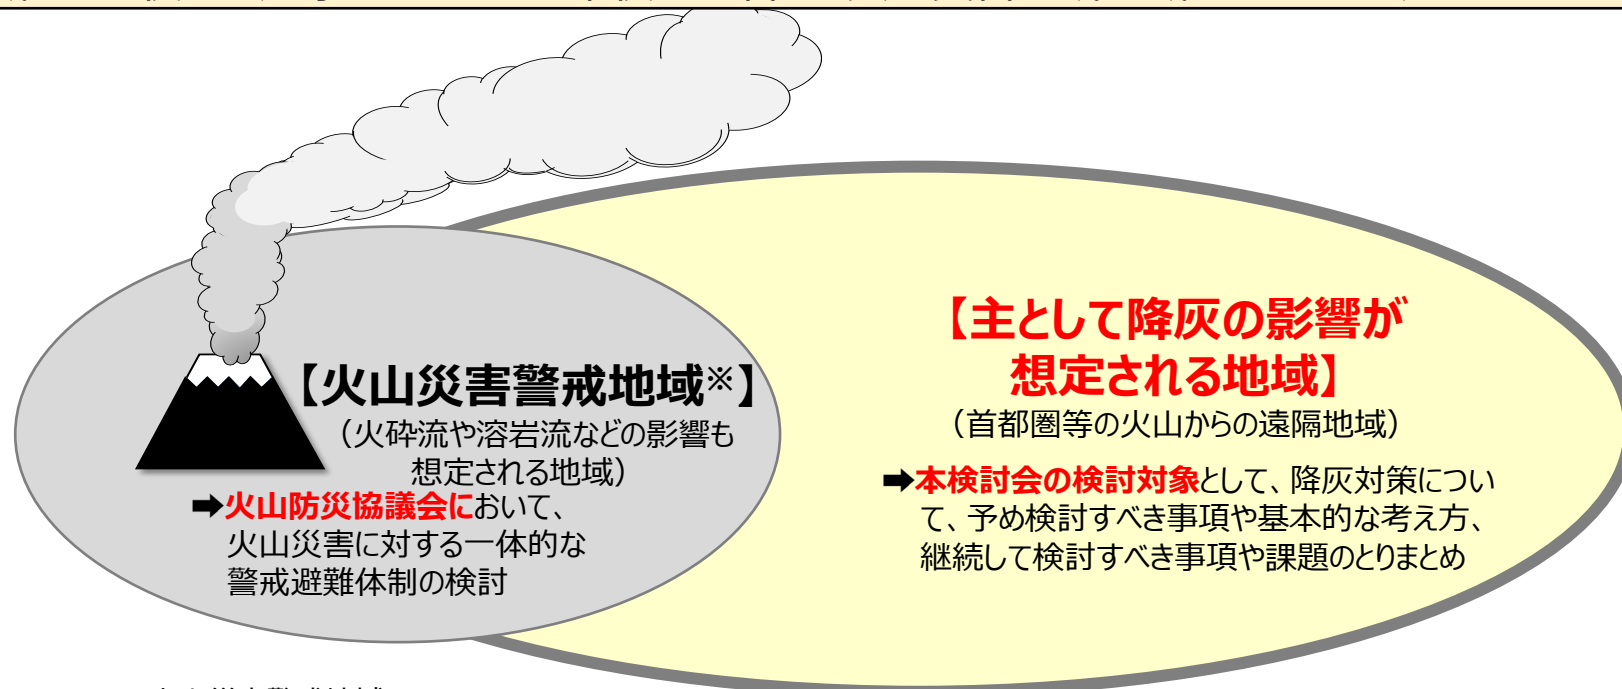 【火山災害警戒地域※】
（火砕流や溶岩流などの影響も
想定される地域）
➡火山防災協議会において、
火山災害に対する一体的な
警戒避難体制の検討
【主として降灰の影響が
想定される地域】
（首都圏等の火山からの遠隔地域）
➡本検討会の検討対象として、降灰対策につい
て、予め検討すべき事項や基本的な考え方、
継続して検討すべき事項や課題のとりまとめ